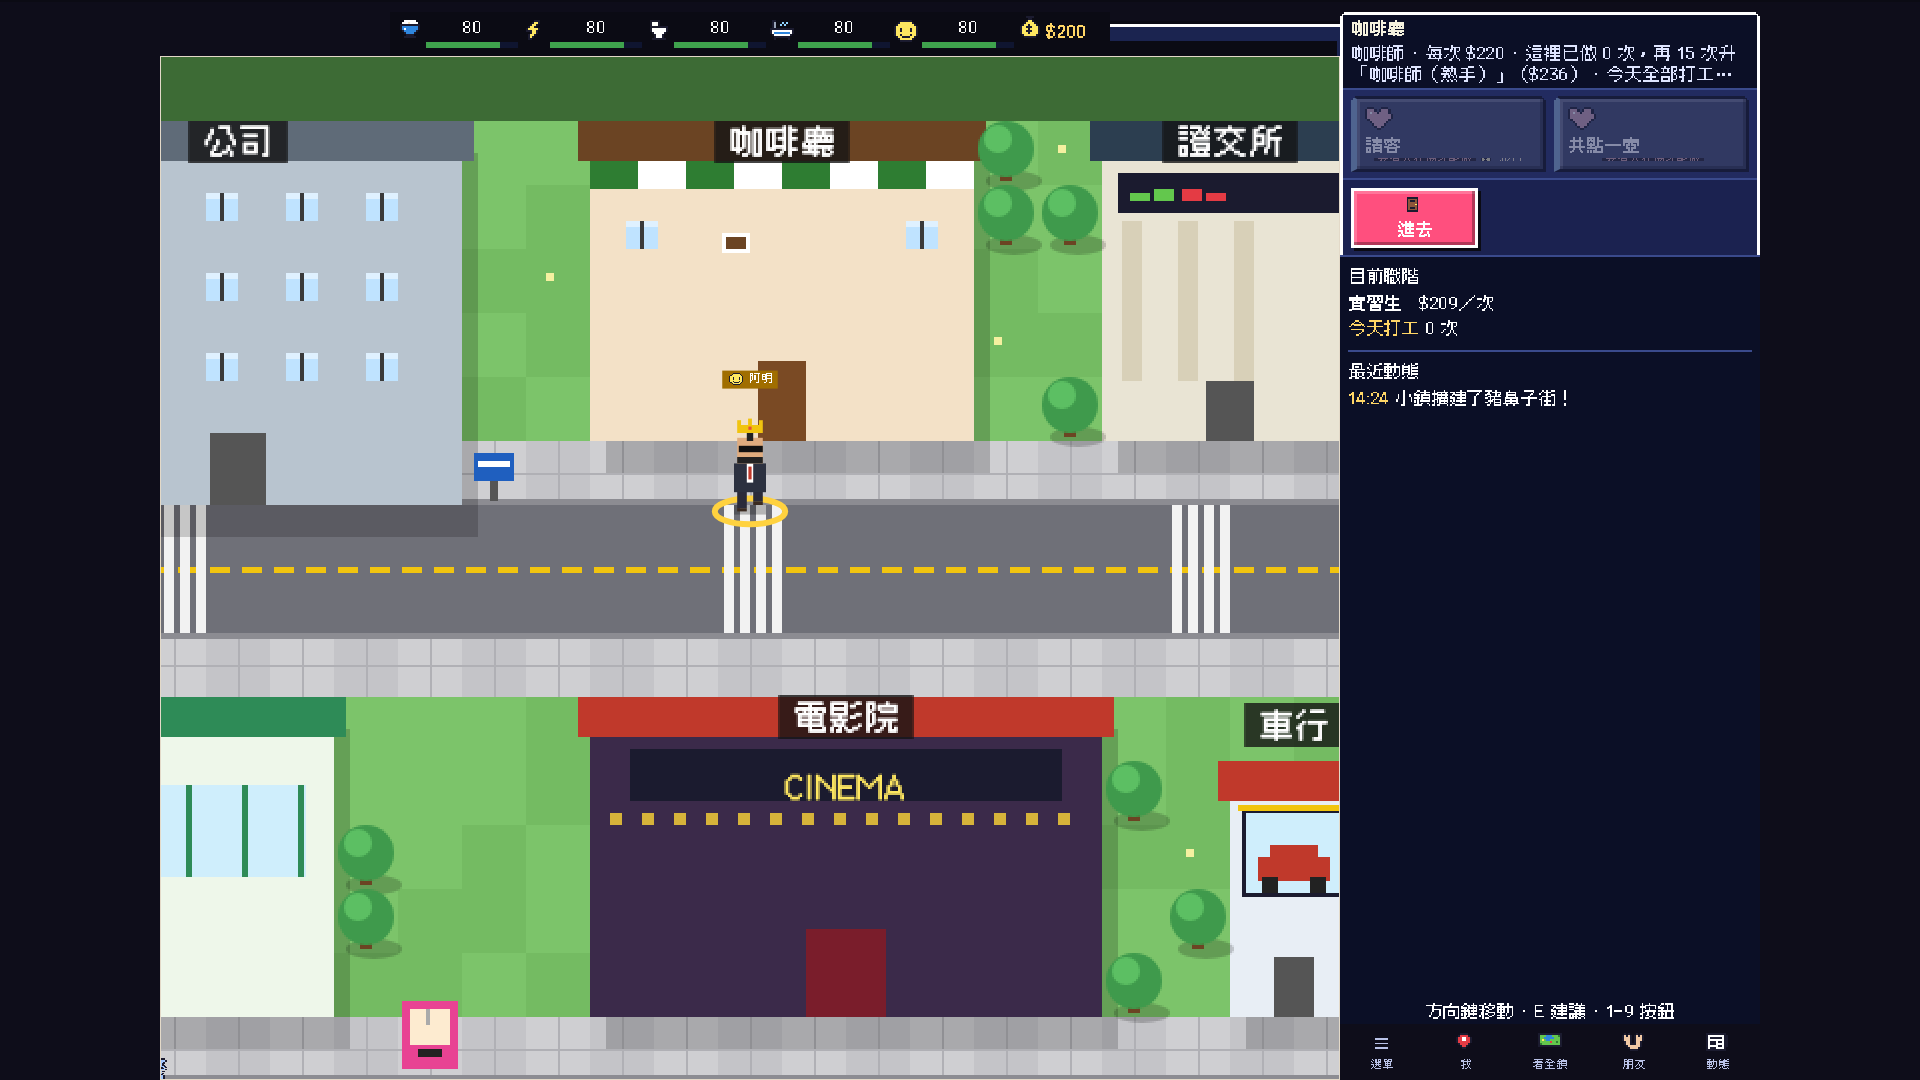 80 80 80 80 80 $200
咖啡廳
咖啡師 · 每次 $220 · 這裡已做 0 次，再 15 次升
「咖啡師（熟手）」（$236） · 今天全部打工…
請客
共點一壺
進去
目前職階
實習生 $209／次
今天打工 0 次
最近動態
14:24 小鎮擴建了豬鼻子街！
公司
咖啡廳
證交所
阿明
電影院
CINEMA
車行
方向鍵移動 · E 建議 · 1-9 按鈕
選單
我
看全鎮
朋友
動態